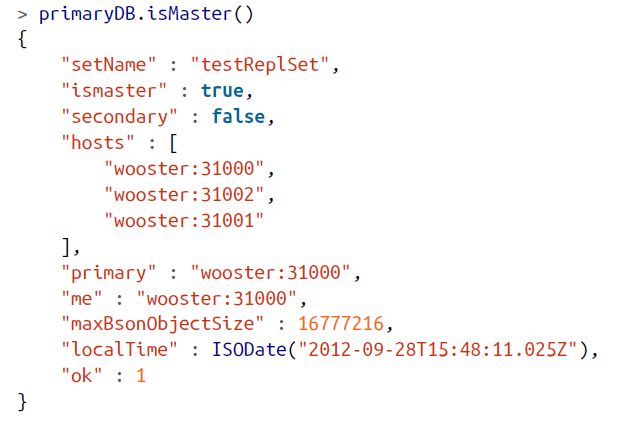 > primaryDB.isMaster()
{
    "setName" : "testReplSet",
    "ismaster" : true,
    "secondary" : false,
    "hosts" : [
        "wooster:31000",
        "wooster:31002",
        "wooster:31001"
    ],
    "primary" : "wooster:31000",
    "me" : "wooster:31000",
    "maxBsonObjectSize" : 16777216,
    "localTime" : ISODate("2012-09-28T15:48:11.025Z"),
    "ok" : 1
}